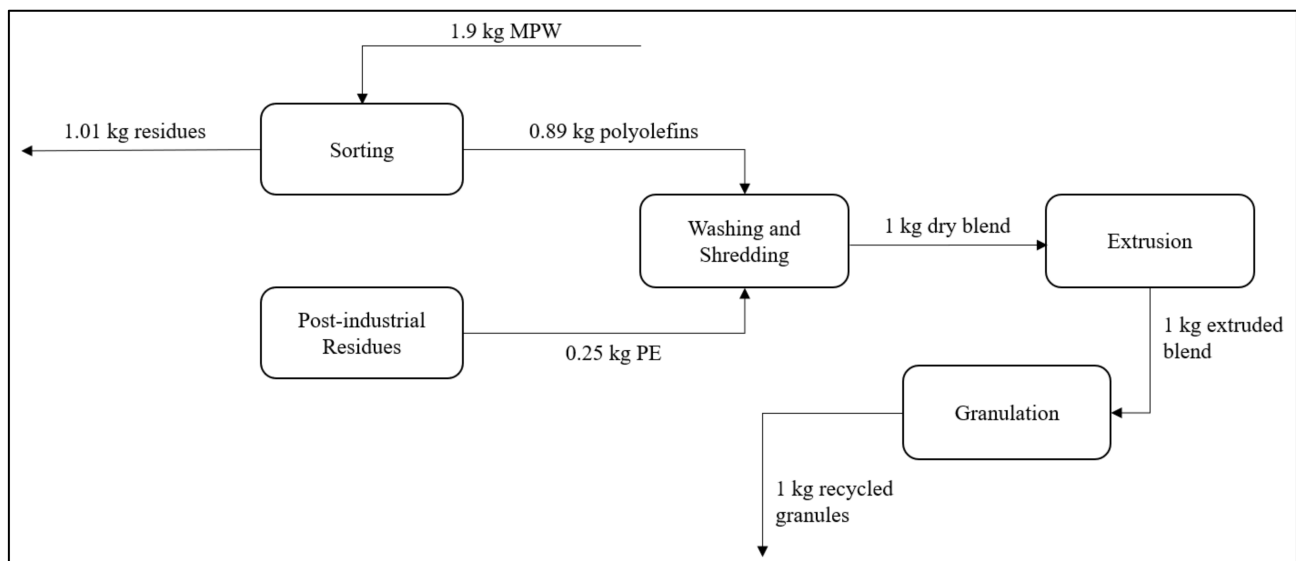 1.9 kg MPW
1.01 kg residues
Sorting
0.89 kg polyolefins
Washing and
Shredding
1 kg dry blend
Extrusion
Post-industrial
Residues
0.25 kg PE
1 kg extruded
blend
Granulation
1 kg recycled
granules